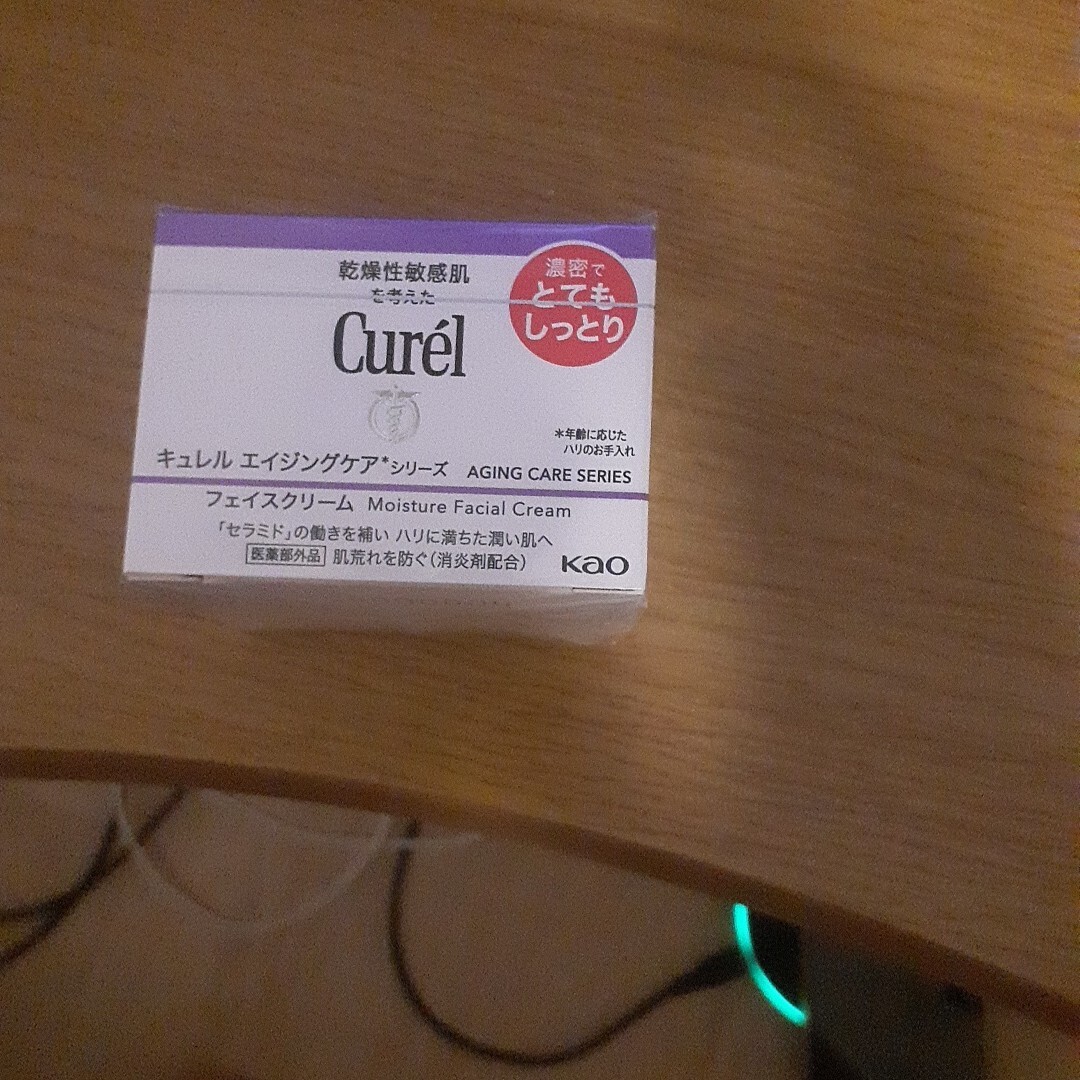 乾燥性敏感肌
を考えた
Curél
濃密で
とても
しっとり
*年齢に応じた
ハリのお手入れ
キュレル エイジングケア*シリーズ AGING CARE SERIES
フェイスクリーム Moisture Facial Cream
「セラミド」の働きを補い ハリに満ちた潤い肌へ
医薬部外品 肌荒れを防ぐ(消炎剤配合)
Kao